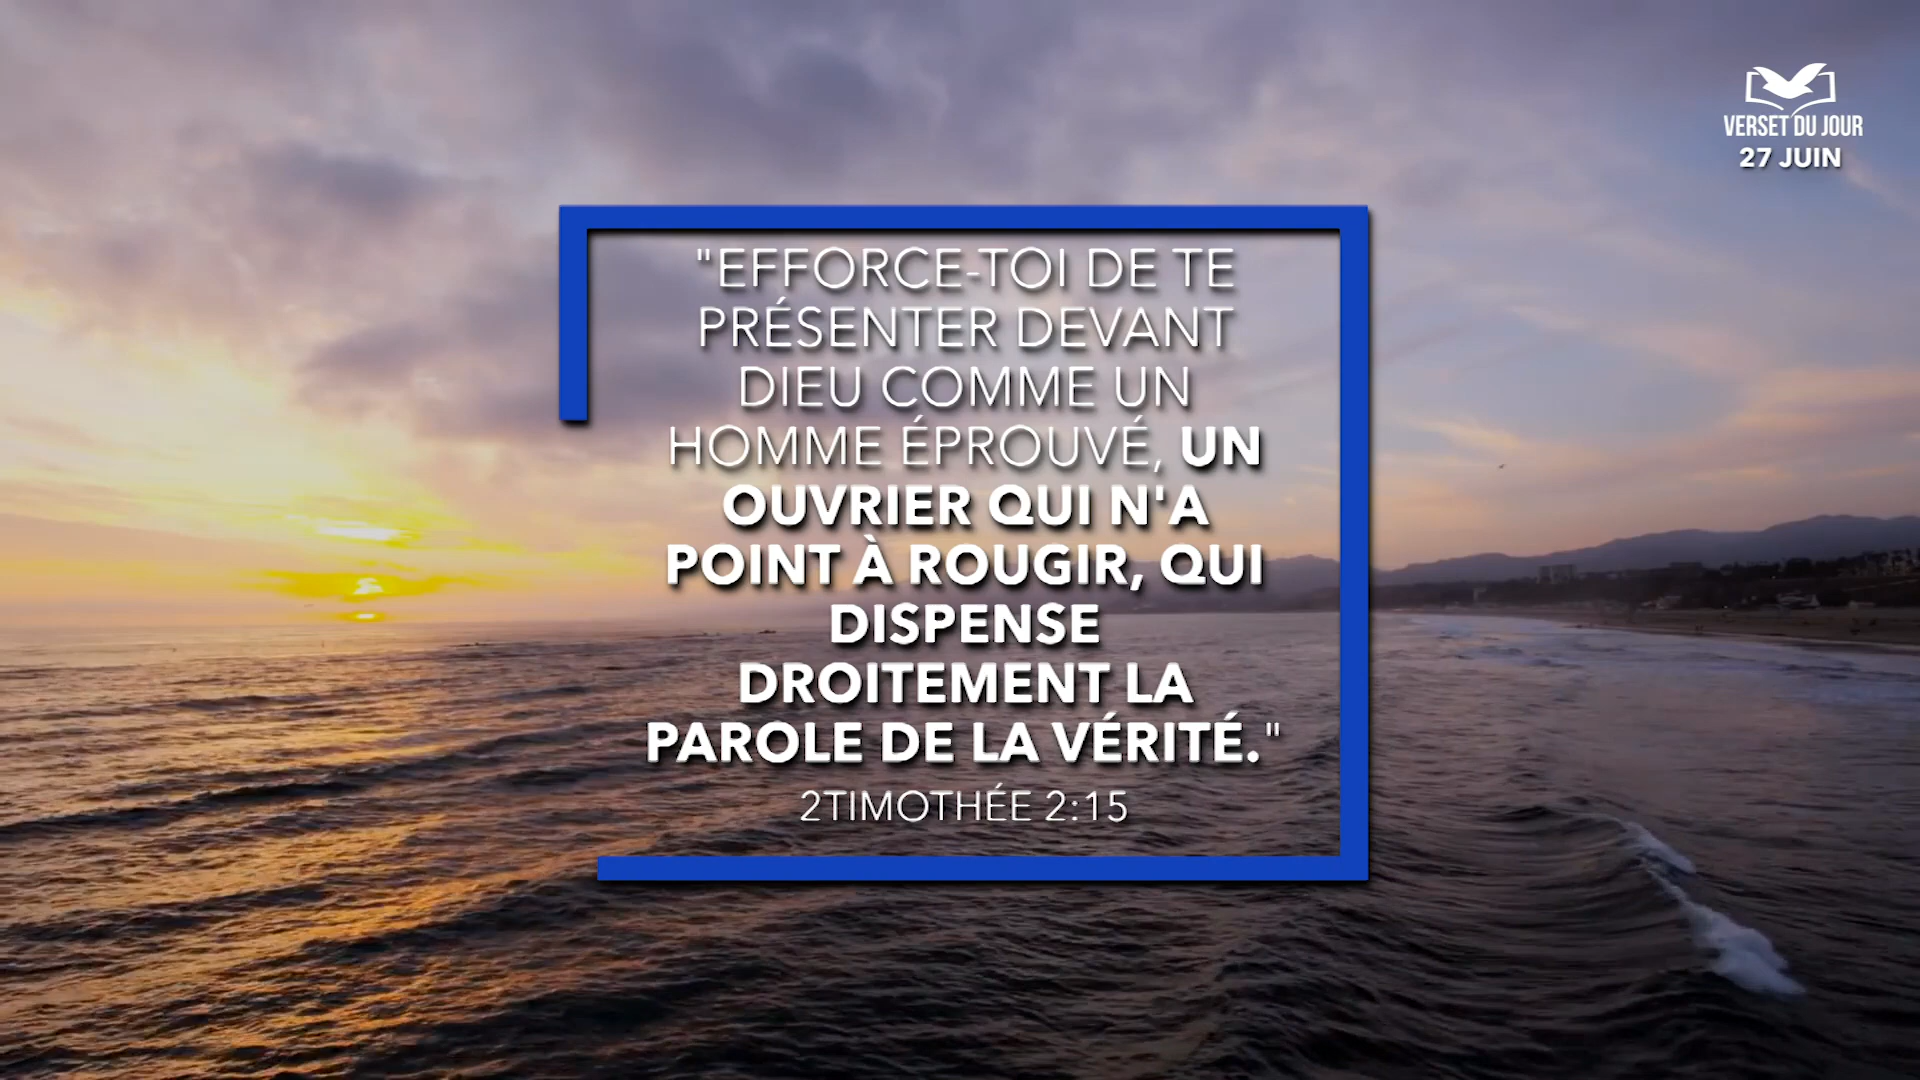 VERSET DU JOUR
27 JUIN
"EFFORCE-TOI DE TE
PRÉSENTER DEVANT
DIEU COMME UN
HOMME ÉPROUVÉ, UN
OUVRIER QUI N'A
POINT À ROUGIR, QUI
DISPENSE
DROITEMENT LA
PAROLE DE LA VÉRITÉ."
2TIMOTHÉE 2:15